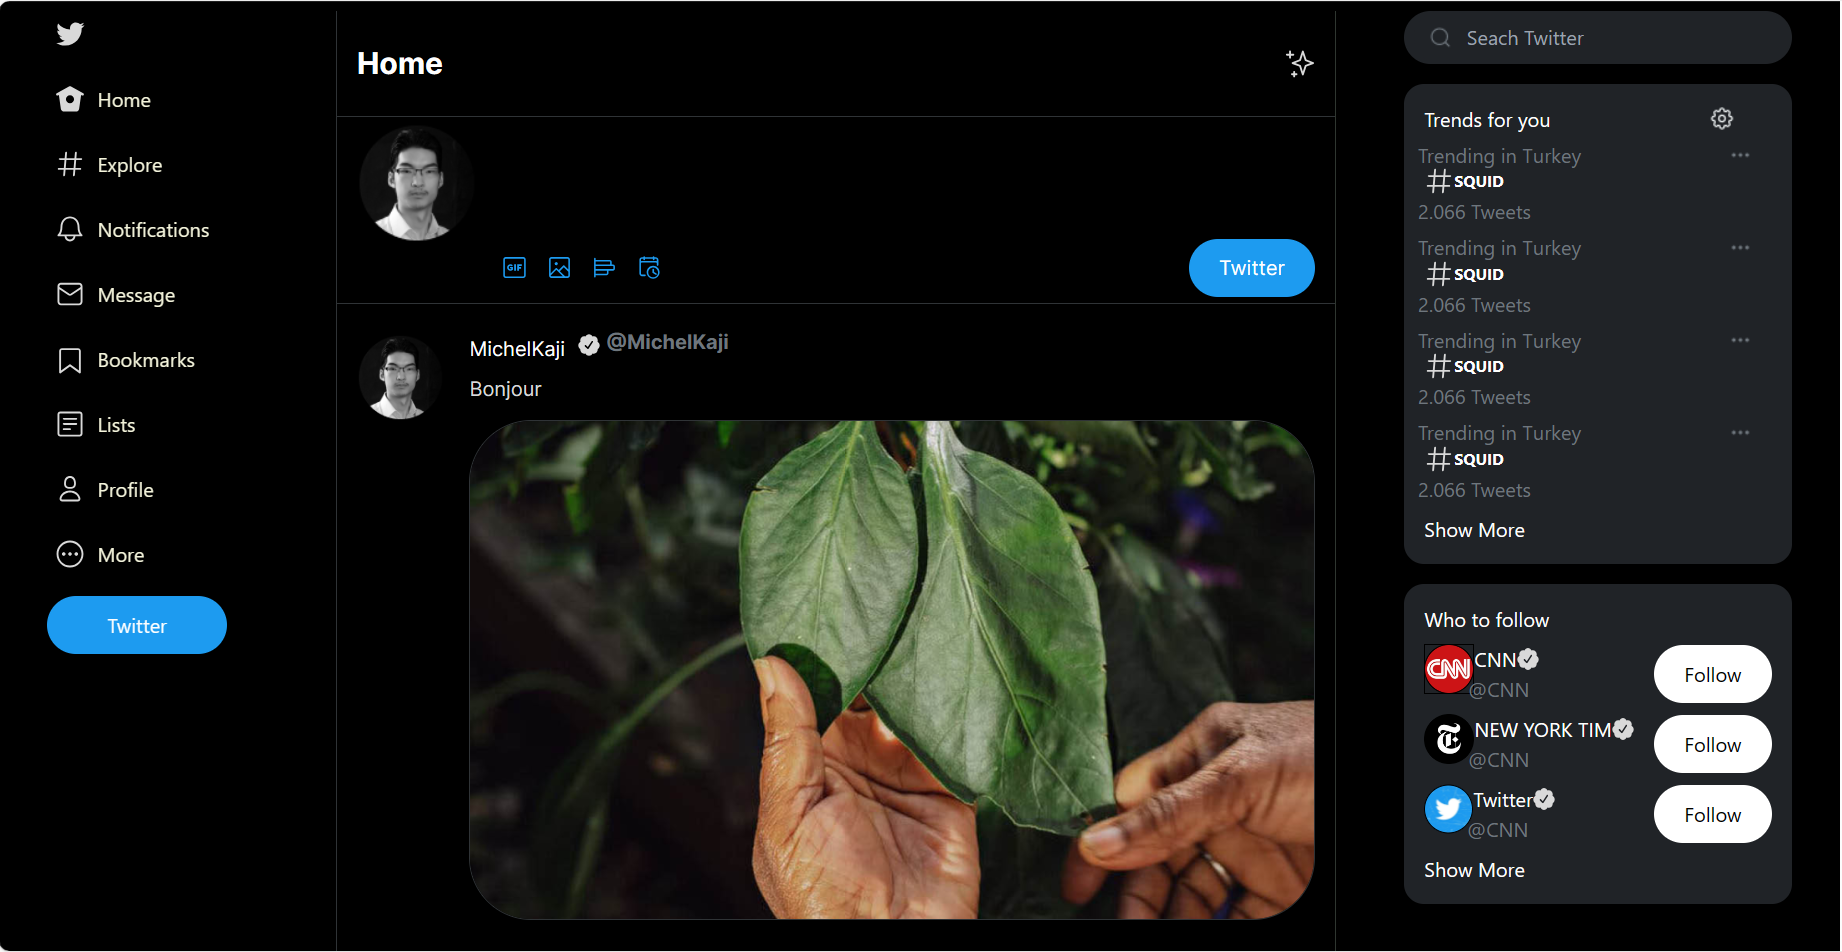 Home
Explore
Notifications
Message
Bookmarks
Lists
Profile
More
Twitter
Home
GIF
Twitter
MichelKaji @MichelKaji
Bonjour
Seach Twitter
Trends for you
Trending in Turkey
#SQUID
2.066 Tweets
Trending in Turkey
#SQUID
2.066 Tweets
Trending in Turkey
#SQUID
2.066 Tweets
Trending in Turkey
#SQUID
2.066 Tweets
Show More
Who to follow
CNN
CNN
@CNN
Follow
NEW YORK TIM
@CNN
Follow
Twitter
@CNN
Follow
Show More